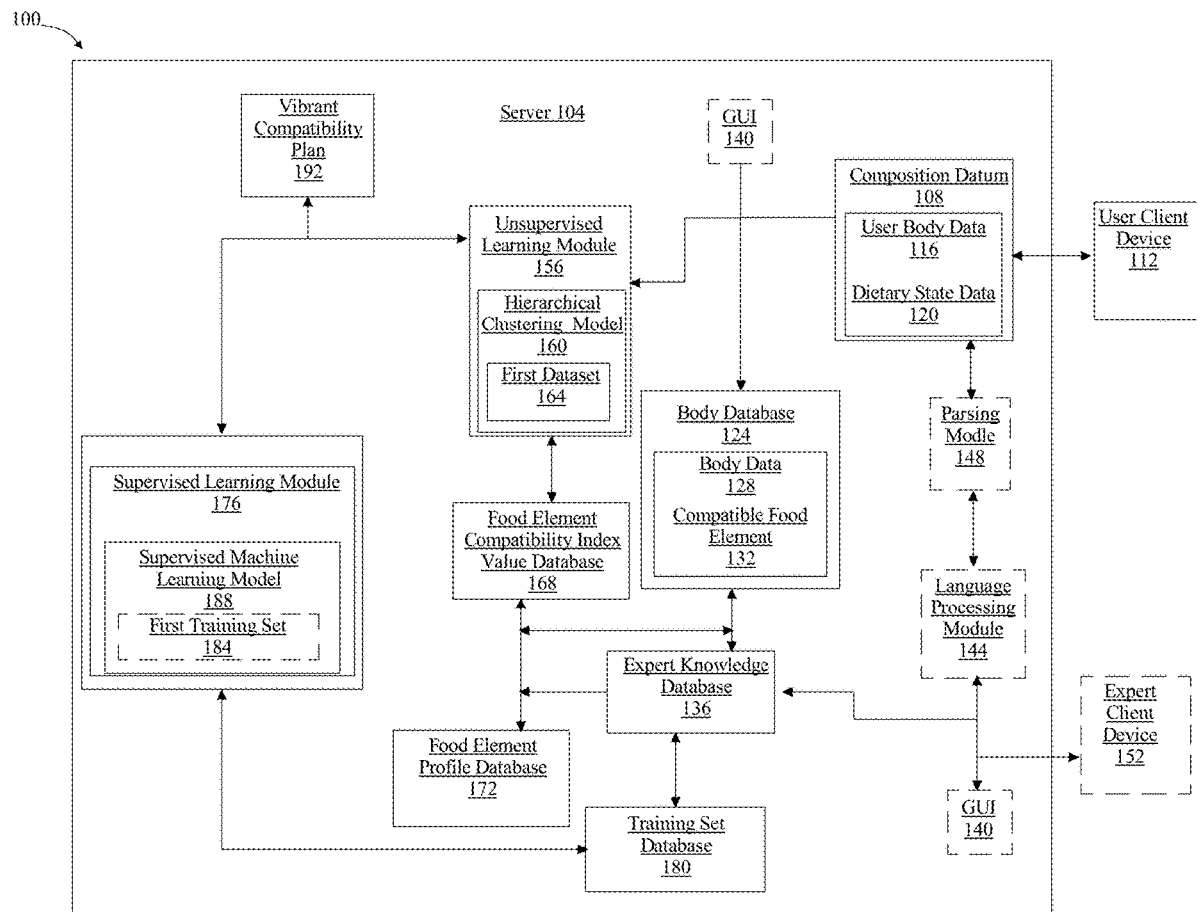 100
Server 104
Vibrant
Compatibility
Plan
192
GUI
140
Composition Datum
108
User Body Data
116
Dietary State Data
120
User Client
Device
112
Unsupervised
Learning Module
156
Hierarchical
Clustering Model
160
First Dataset
164
Body Database
124
Body Data
128
Compatible Food
Element
132
Parsing
Modle
148
Supervised Learning Module
176
Supervised Machine
Learning Model
188
First Training Set
184
Food Element
Compatibility Index
Value Database 168
Language
Processing
Module
144
Expert Knowledge
Database
136
Expert
Client
Device
152
Food Element
Profile Database
172
GUI
140
Training Set
Database
180